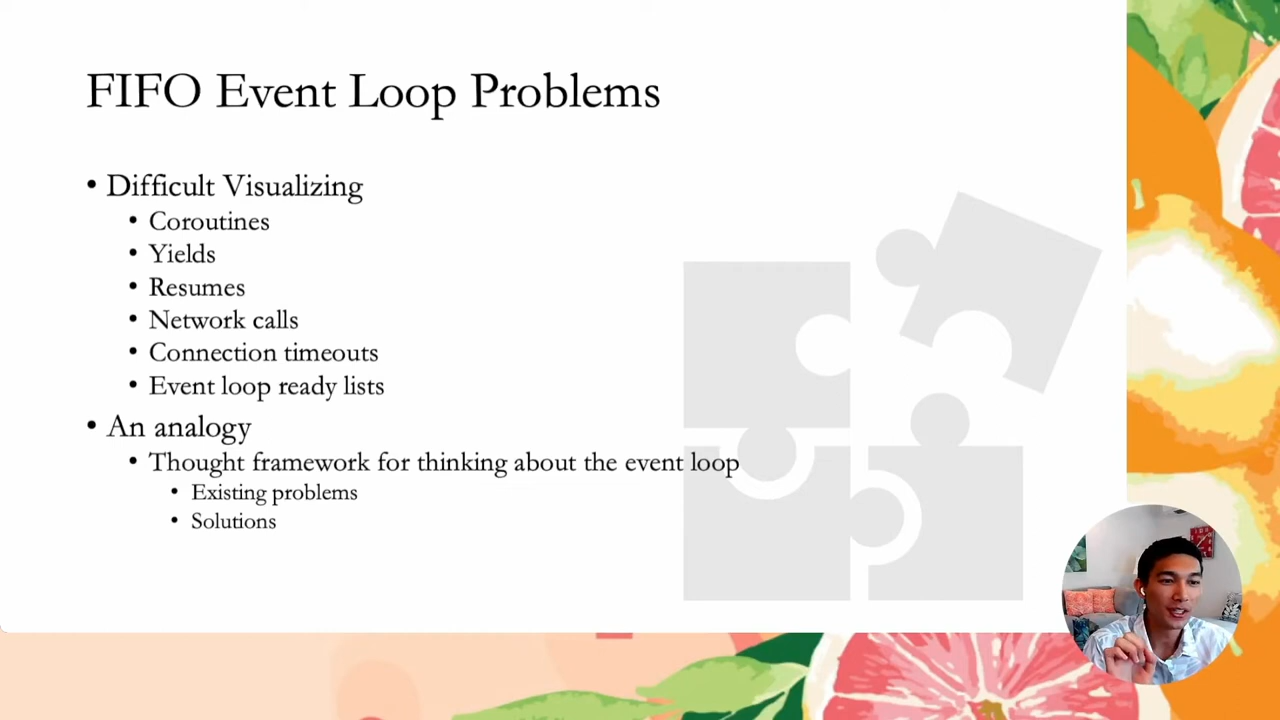 FIFO Event Loop Problems
• Difficult Visualizing
• Coroutines
• Yields
• Resumes
• Network calls
• Connection timeouts
• Event loop ready lists
• An analogy
• Thought framework for thinking about the event loop
• Existing problems
• Solutions